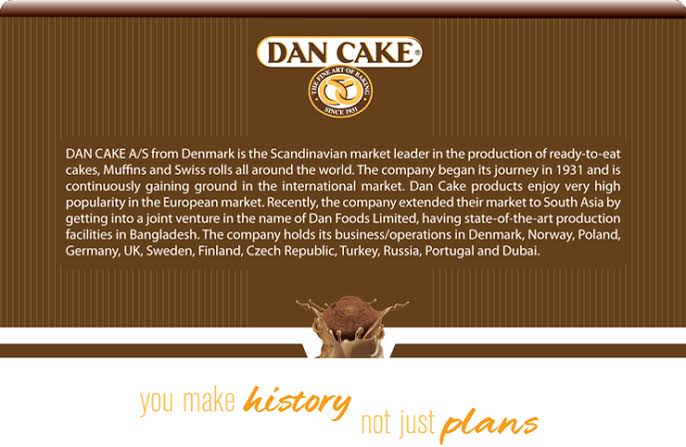 DAN CAKE®
THE FINE ART OF BAKING
SINCE 1931
DAN CAKE A/S from Denmark is the Scandinavian market leader in the production of ready-to-eat
cakes, Muffins and Swiss rolls all around the world. The company began its journey in 1931 and is
continuously gaining ground in the international market. Dan Cake products enjoy very high
popularity in the European market. Recently, the company extended their market to South Asia by
getting into a joint venture in the name of Dan Foods Limited, having state-of-the-art production
facilities in Bangladesh. The company holds its business/operations in Denmark, Norway, Poland,
Germany, UK, Sweden, Finland, Czech Republic, Turkey, Russia, Portugal and Dubai.
you make history
not just plans